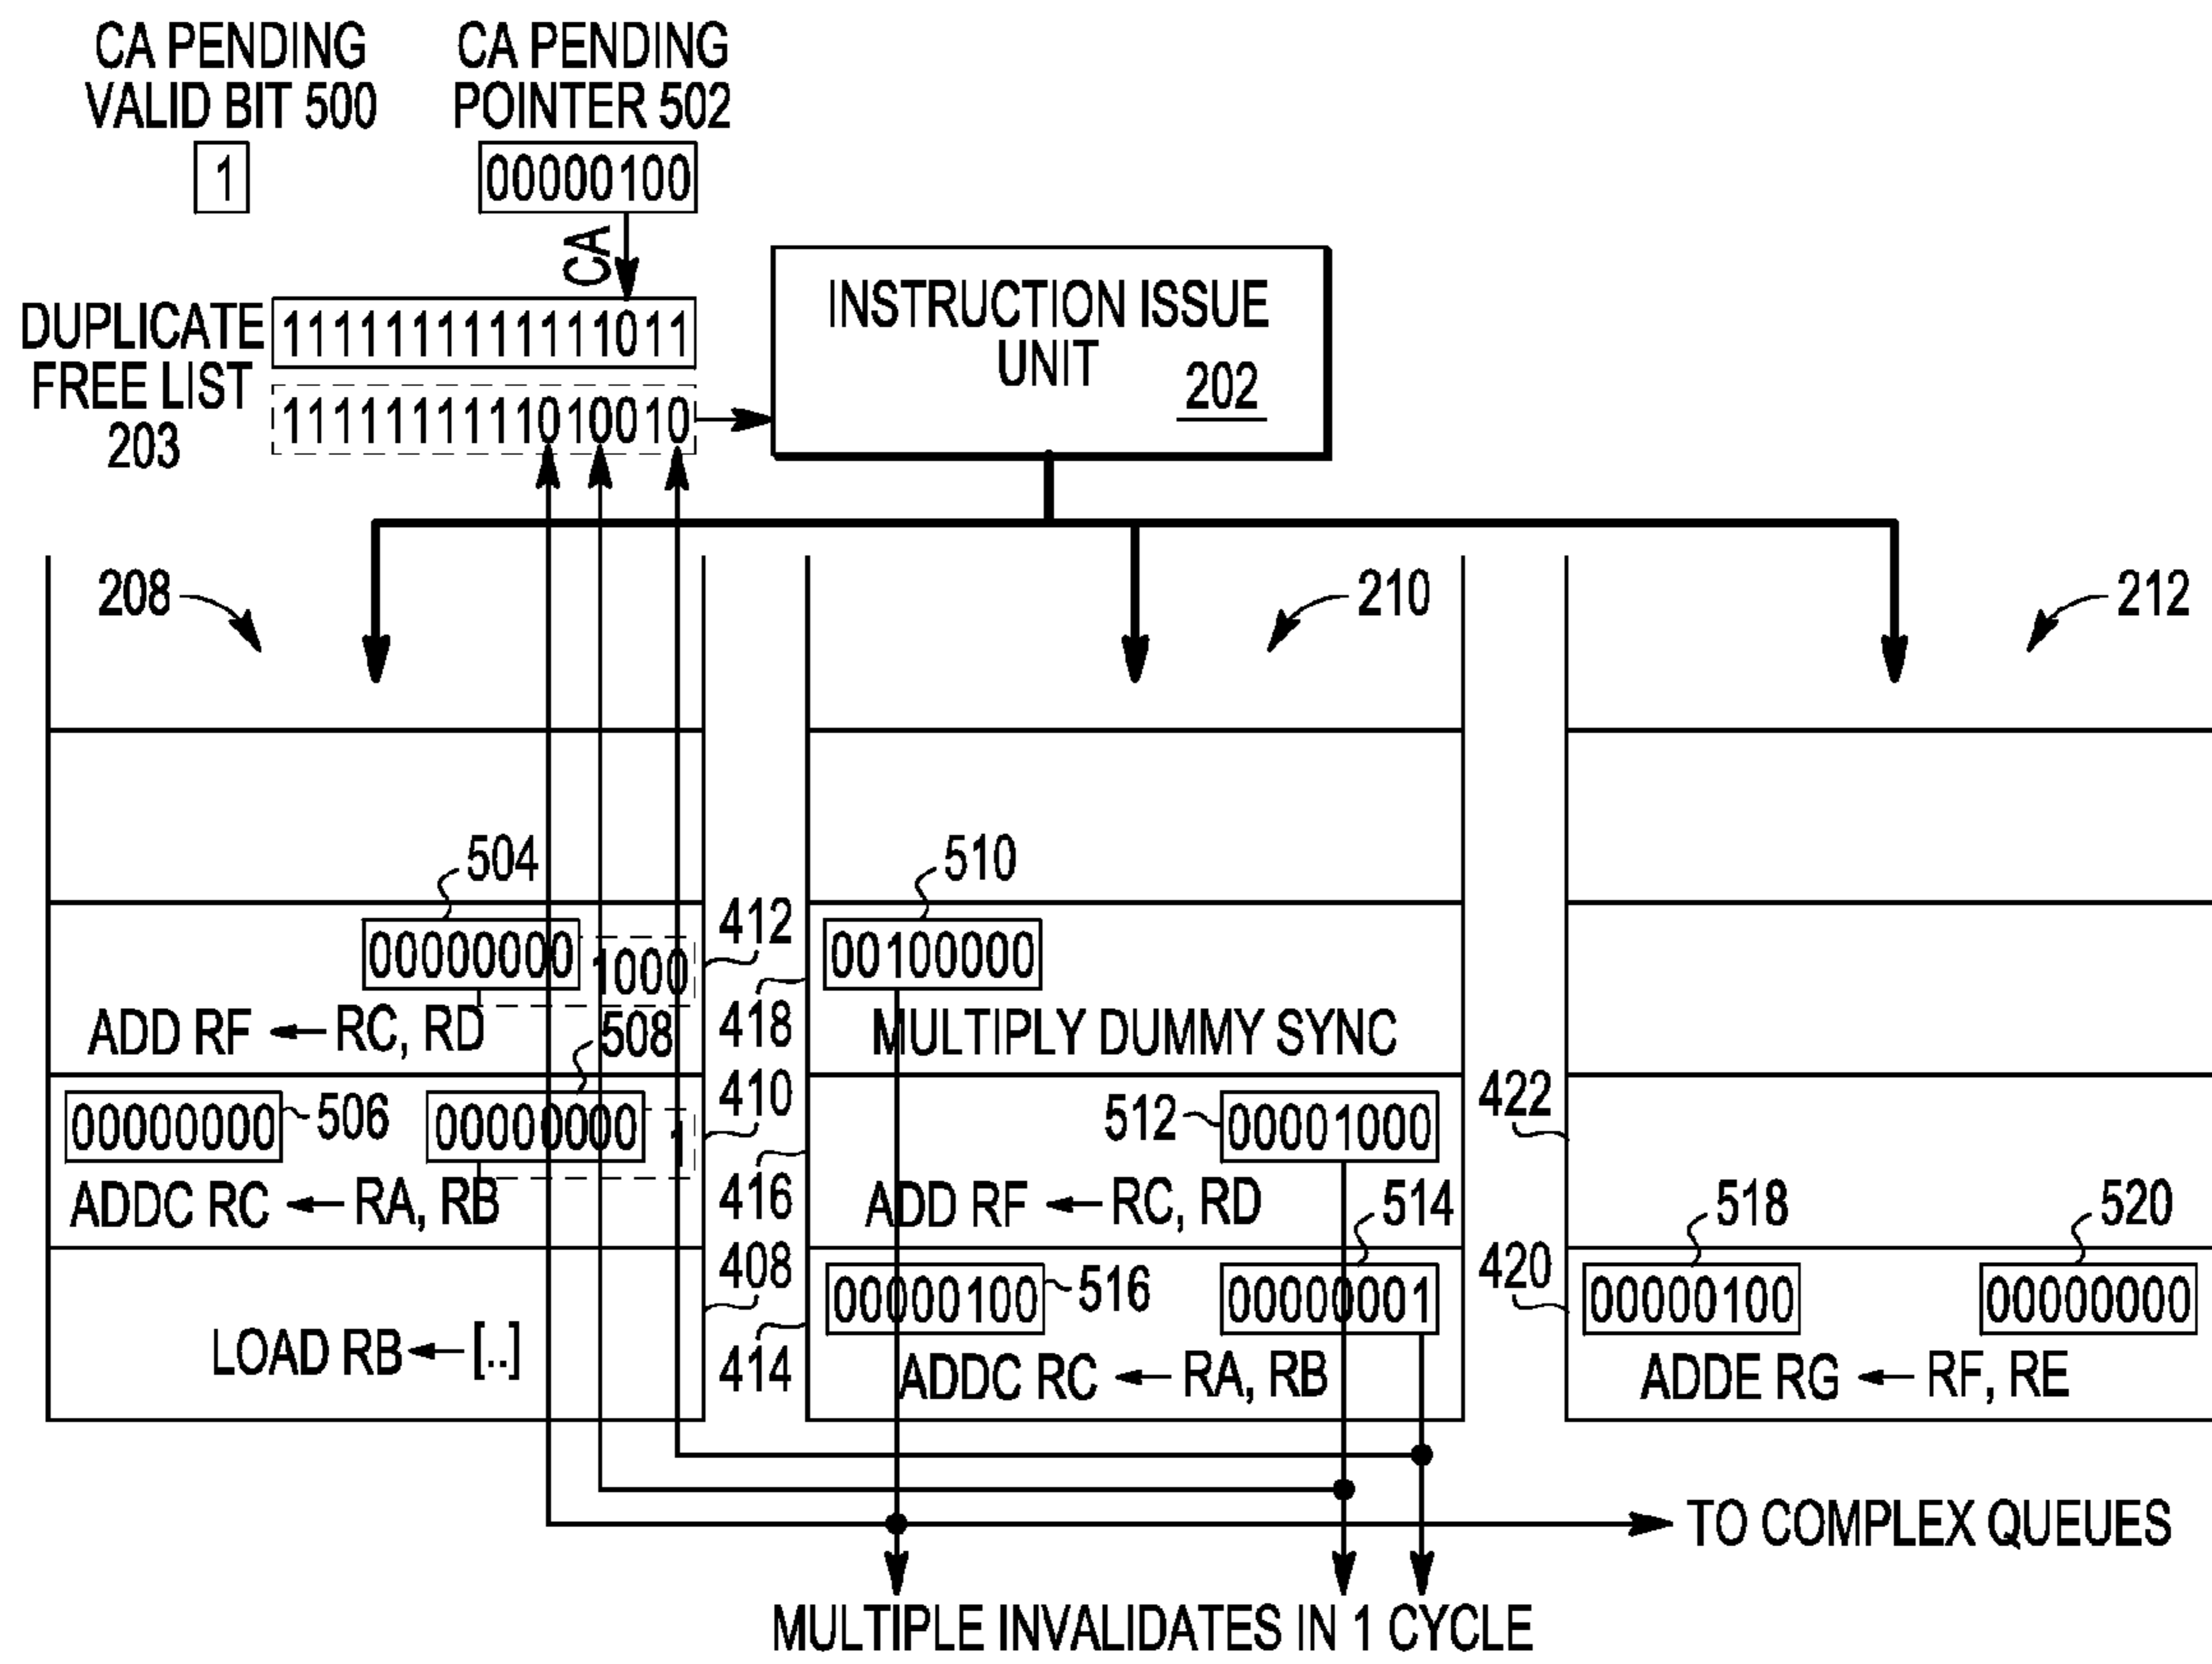 CA PENDING
VALID BIT 500
1
CA PENDING
POINTER 502
00000100
CA
DUPLICATE
FREE LIST
203
1111111111111011
1111111111010010
INSTRUCTION ISSUE
UNIT
202
208
210
212
504
00000000
1000
412
ADD RF ← RC, RD
510
00100000
418
MULTIPLY DUMMY SYNC
508
00000000 506
00000000
1
410
ADDC RC ← RA, RB
512
00001000
416
ADD RF ← RC, RD
422
408
LOAD RB ← [..]
514
00000100 516
00000001
414
ADDC RC ← RA, RB
518
00000100
520
00000000
420
ADDE RG ← RF, RE
TO COMPLEX QUEUES
MULTIPLE INVALIDATES IN 1 CYCLE